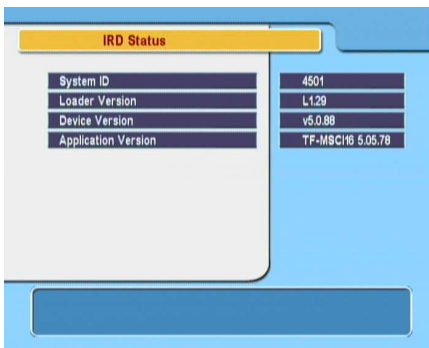 IRD Status
System ID 4501
Loader Version L1.29
Device Version v5.0.88
Application Version TF-MSCI16 5.05.78